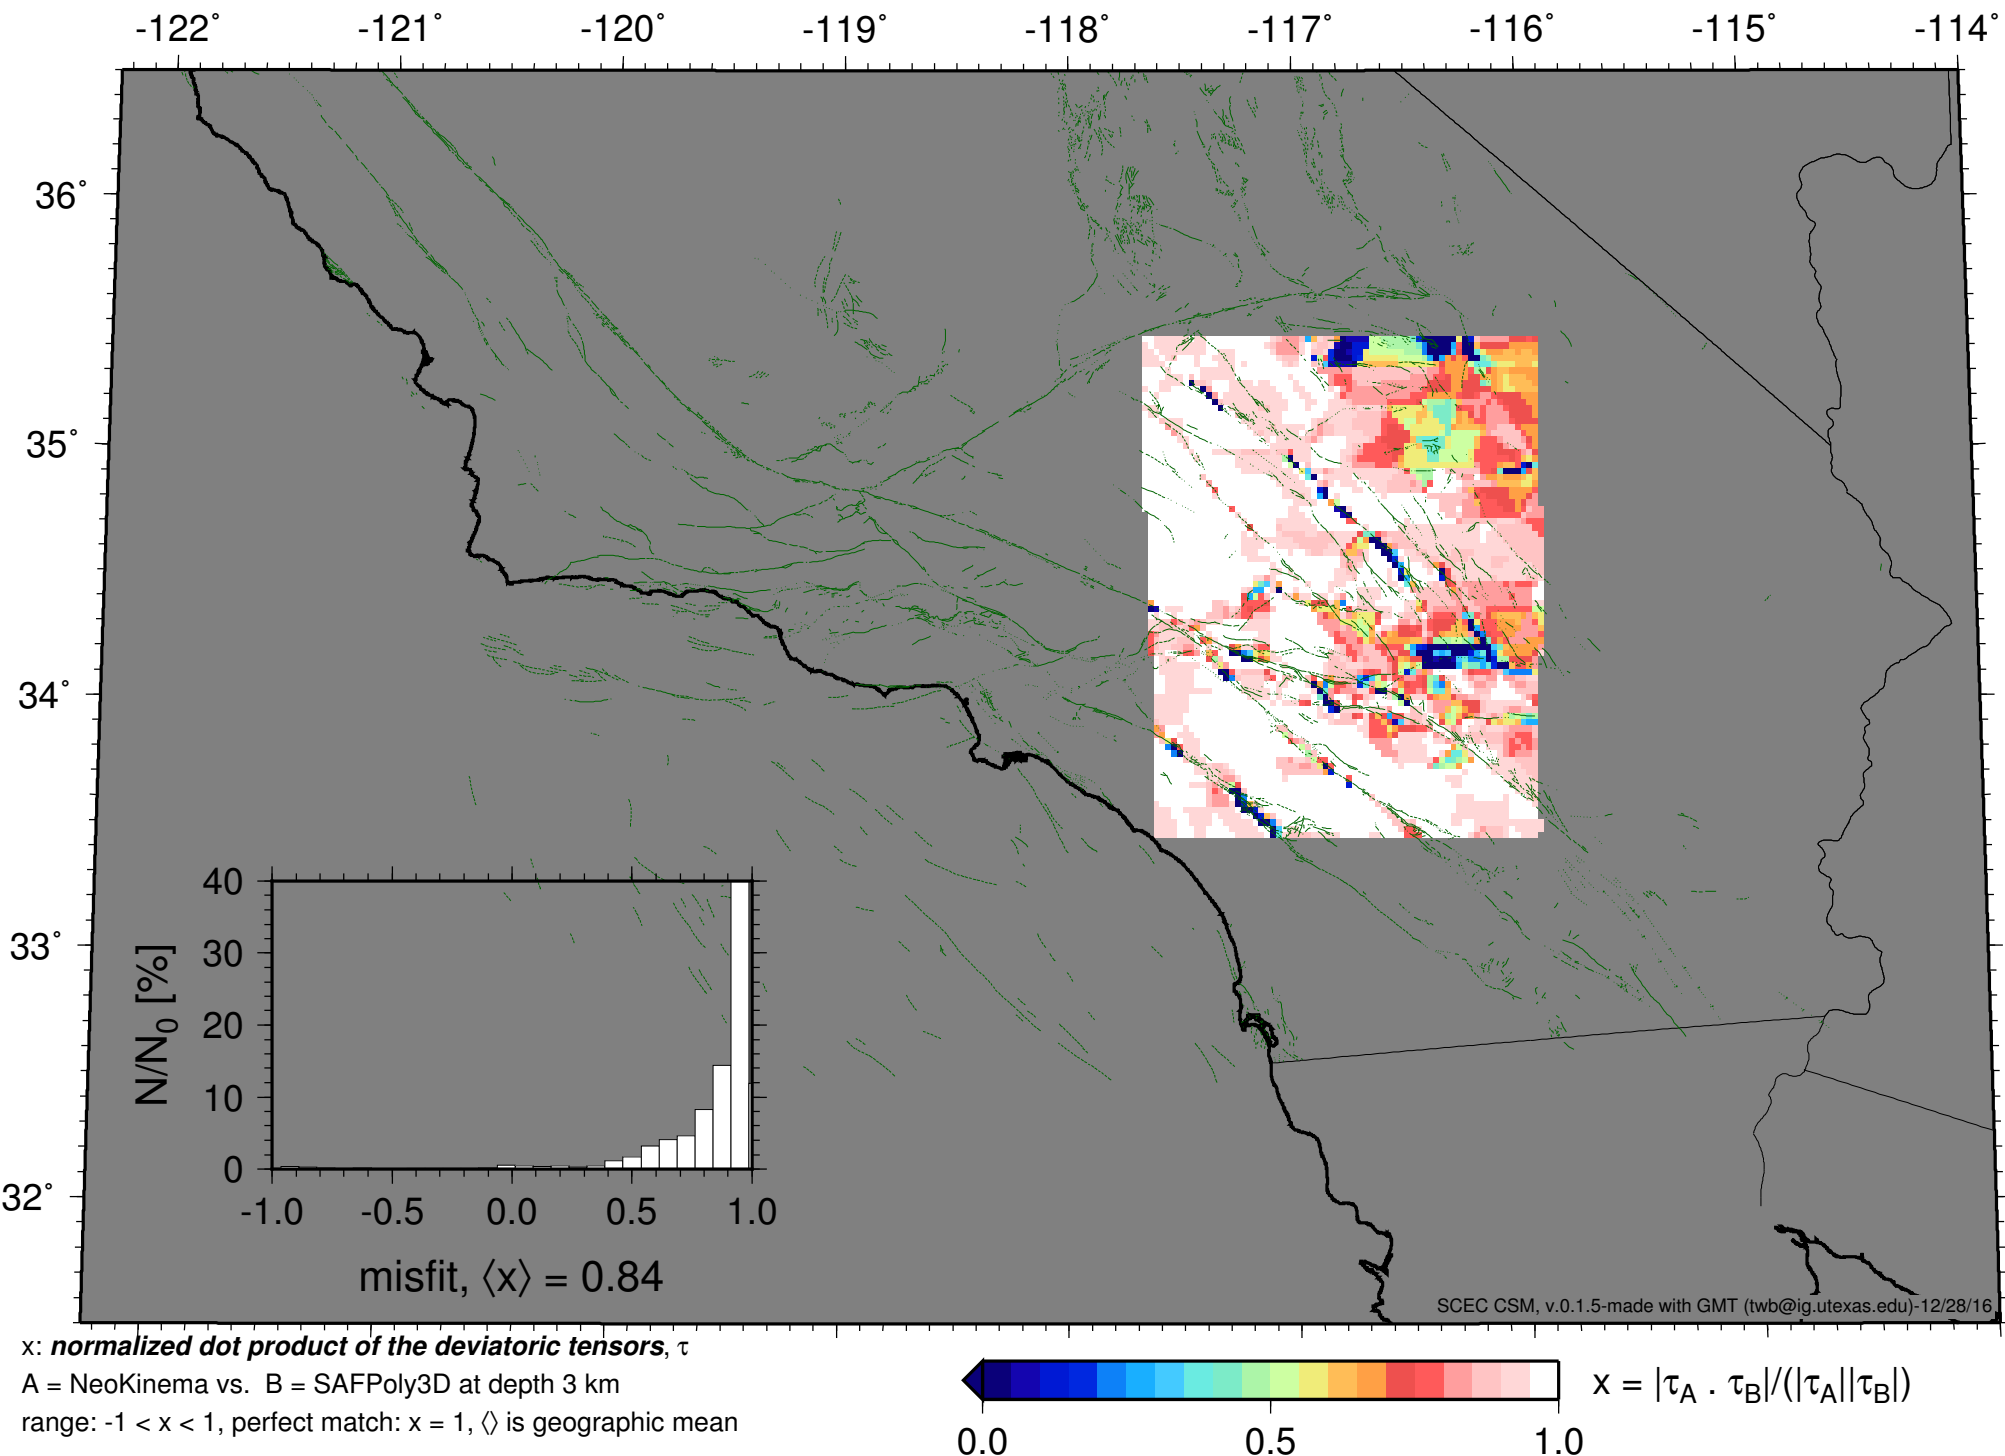 -122° -121° -120° -119° -118° -117° -116° -115° -114°
36°
35°
34°
33°
32°
40
30
20
10
0
N/N0 [%]
-1.0 -0.5 0.0 0.5 1.0
misfit, ⟨x⟩ = 0.84
SCEC CSM, v.0.1.5-made with GMT (twb@ig.utexas.edu)-12/28/16
x: normalized dot product of the deviatoric tensors, τ
A = NeoKinema vs. B = SAFPoly3D at depth 3 km
range: -1 < x < 1, perfect match: x = 1, ⟨⟩ is geographic mean
x = |τA . τB|/(|τA||τB|)
0.0 0.5 1.0